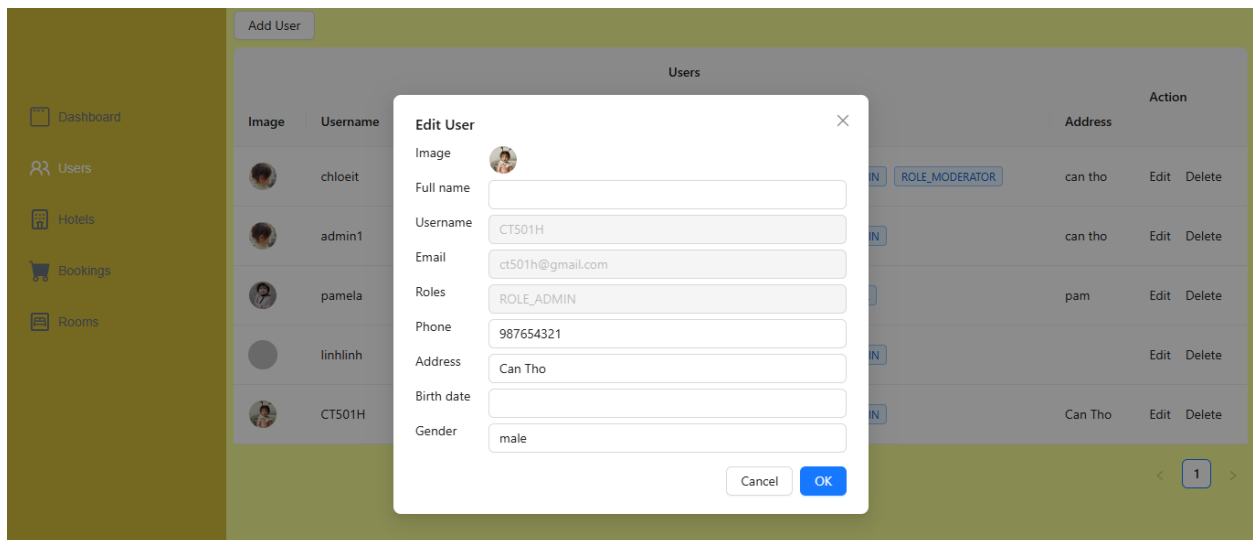 Add User
Users
Action
Dashboard
Image Username Address
Edit User
Image
Users
chloeit IN ROLE_MODERATOR can tho Edit Delete
Full name
Hotels
Username CT501H
admin1 IN can tho Edit Delete
Email ct501h@gmail.com
Bookings
Roles ROLE_ADMIN
pamela pam Edit Delete
Rooms
Phone 987654321
linhlinh IN Edit Delete
Address Can Tho
Birth date
CT501H IN Can Tho Edit Delete
Gender male
Cancel OK
< 1 >